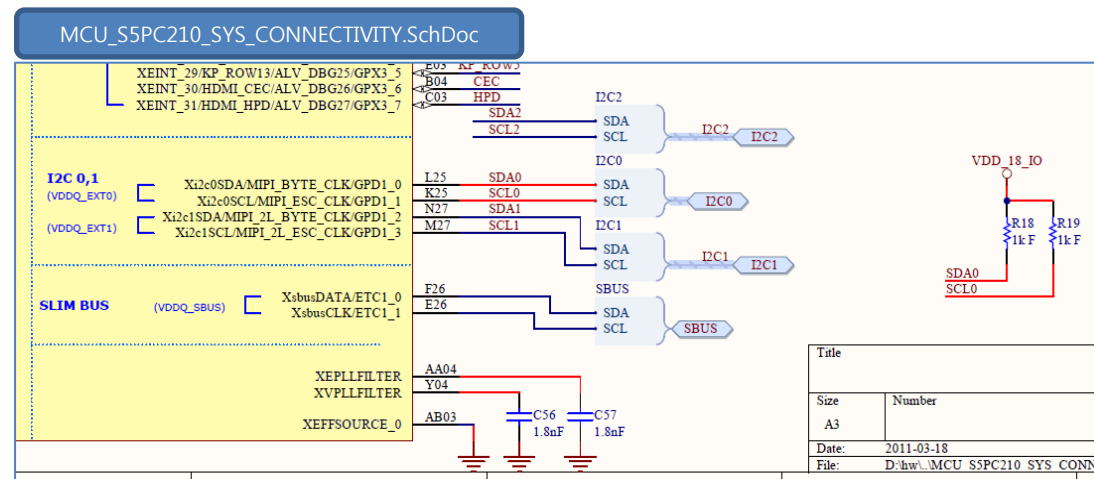 MCU_S5PC210_SYS_CONNECTIVITY.SchDoc
XEINT_29/KP_ROW13/ALV_DBG25/GPX3_5 E03 KP_ROW5
XEINT_30/HDMI_CEC/ALV_DBG26/GPX3_6 B04 CEC
XEINT_31/HDMI_HPD/ALV_DBG27/GPX3_7 C03 HPD
I2C2
SDA2 SDA
SCL2 SCL I2C2 I2C2
I2C0
I2C 0,1
(VDDQ_EXT0)
Xi2c0SDA/MIPI_BYTE_CLK/GPD1_0 L25 SDA0 SDA
Xi2c0SCL/MIPI_ESC_CLK/GPD1_1 K25 SCL0 SCL I2C0
(VDDQ_EXT1)
Xi2c1SDA/MIPI_2L_BYTE_CLK/GPD1_2 N27 SDA1
Xi2c1SCL/MIPI_2L_ESC_CLK/GPD1_3 M27 SCL1
I2C1
SDA
SCL I2C1 I2C1
SLIM BUS
(VDDQ_SBUS)
XsbusDATA/ETC1_0 F26
XsbusCLK/ETC1_1 E26
SBUS
SDA
SCL SBUS
XEPLLFILTER AA04
XVPLLFILTER Y04
XEFFSOURCE_0 AB03
C56
1.8nF
C57
1.8nF
VDD_18_IO
R18
1k F
R19
1k F
SDA0
SCL0
Title
Size Number
A3
Date: 2011-03-18
File: D:\hw\..\MCU_S5PC210_SYS_CONN